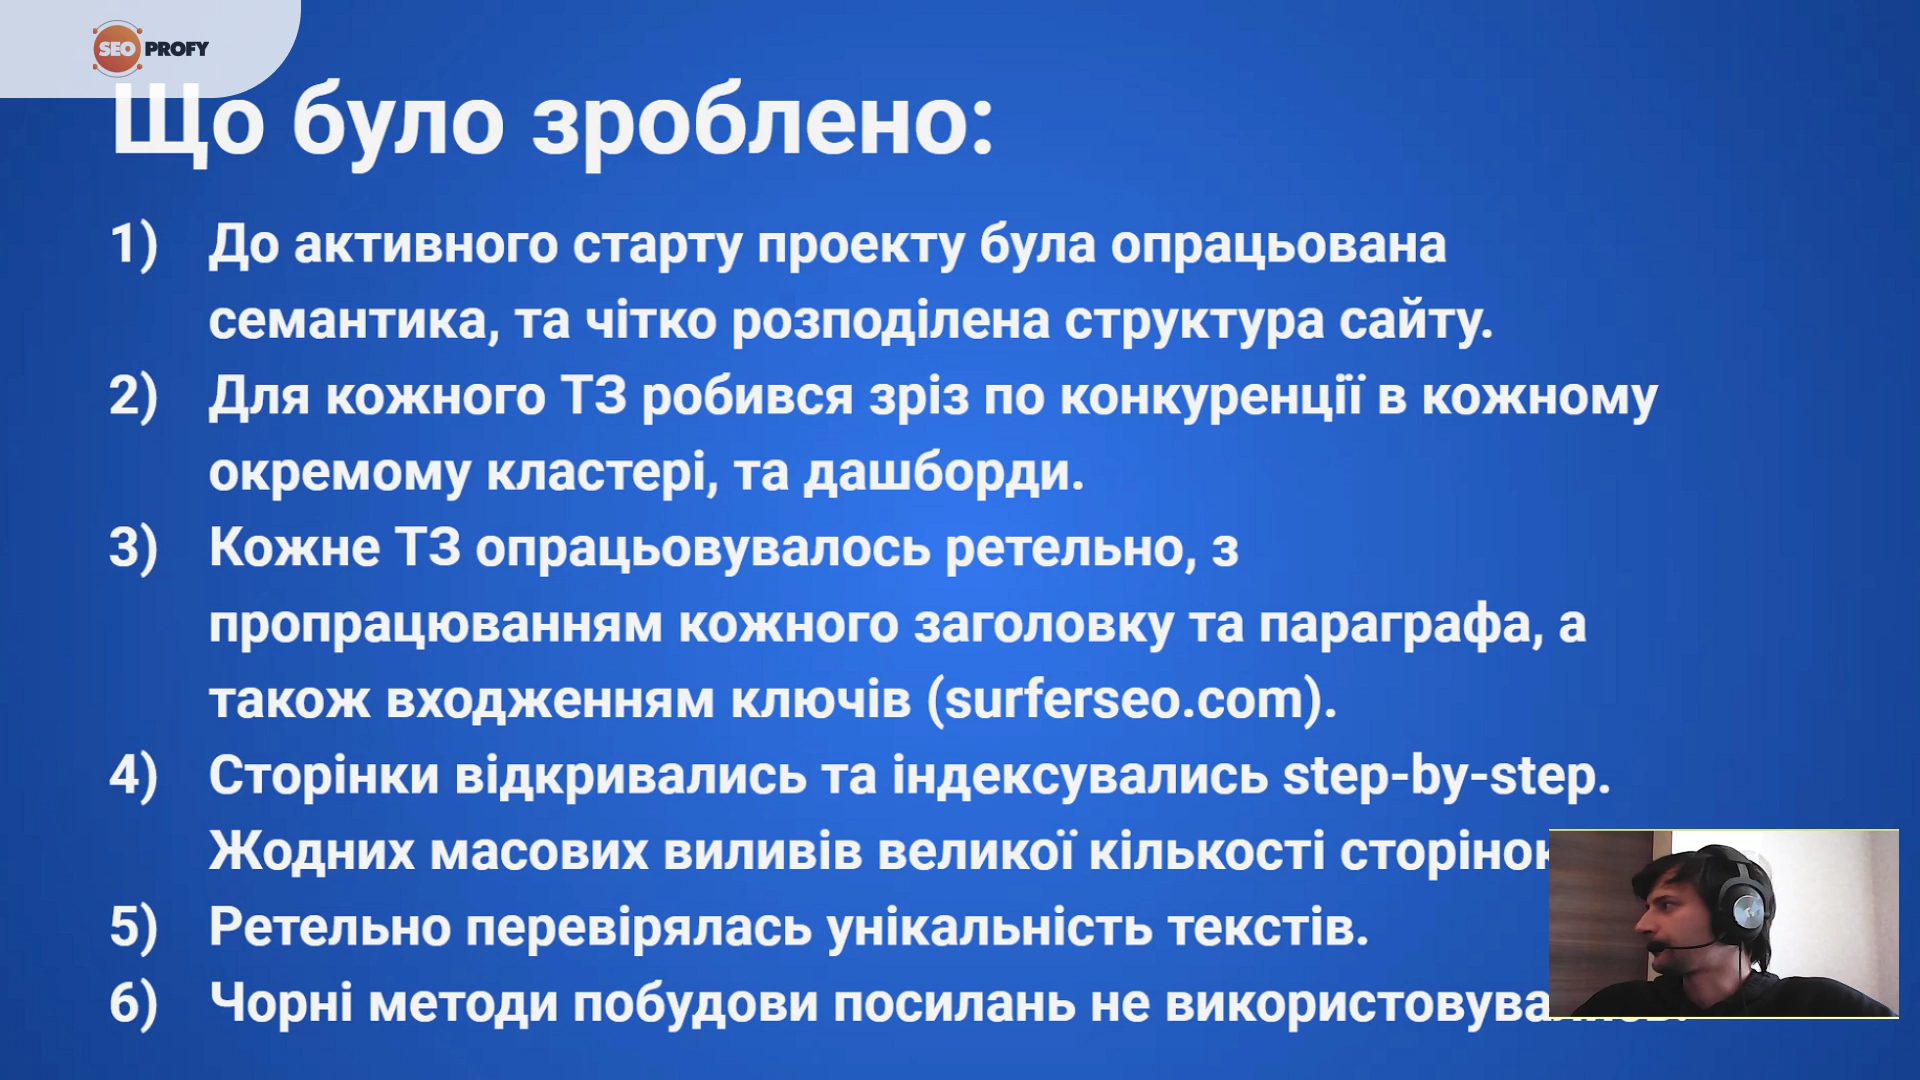 SEO PROFY
Що було зроблено:
1) До активного старту проекту була опрацьована
семантика, та чітко розподілена структура сайту.
2) Для кожного ТЗ робився зріз по конкуренції в кожному
окремому кластері, та дашборди.
3) Кожне ТЗ опрацьовувалось ретельно, з
пропрацюванням кожного заголовку та параграфа, а
також входженням ключів (surferseo.com).
4) Сторінки відкривались та індексувались step-by-step.
Жодних масових виливів великої кількості сторінок
5) Ретельно перевірялась унікальність текстів.
6) Чорні методи побудови посилань не